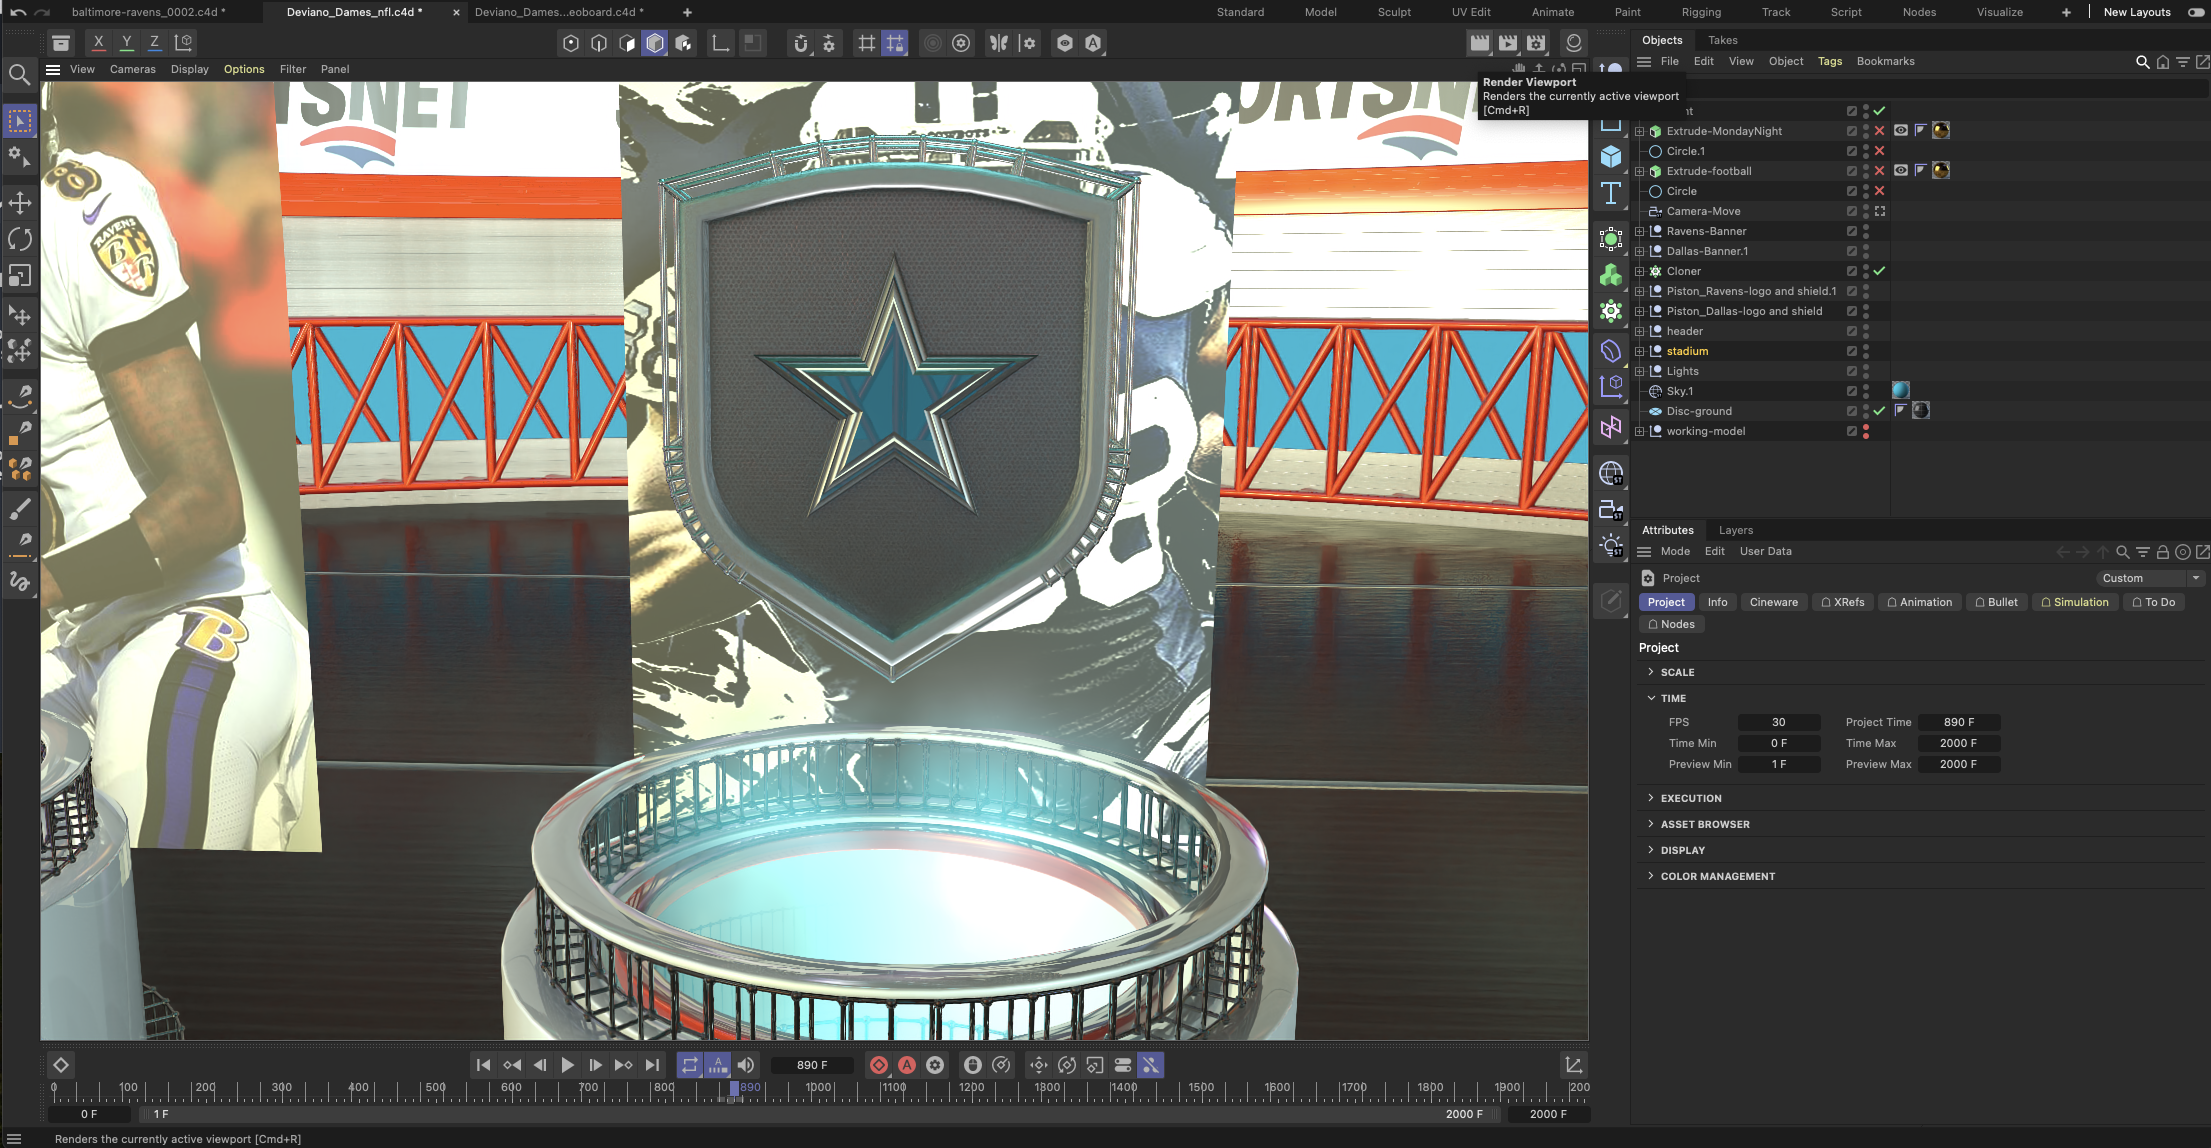 baltimore-ravens_0002.c4d *
Deviano_Dames_nfl.c4d *
Deviano_Dames...eoboard.c4d *
Standard
Model
Sculpt
UV Edit
Animate
Paint
Rigging
Track
Script
Nodes
Visualize
New Layouts
X
Y
Z
View
Cameras
Display
Options
Filter
Panel
Render Viewport
Renders the currently active viewport
[Cmd+R]
Objects
Takes
File
Edit
View
Object
Tags
Bookmarks
Extrude-MondayNight
Circle.1
Extrude-football
Circle
Camera-Move
Ravens-Banner
Dallas-Banner.1
Cloner
Piston_Ravens-logo and shield.1
Piston_Dallas-logo and shield
header
stadium
Lights
Sky.1
Disc-ground
working-model
RAVENS
B
Attributes
Layers
Mode
Edit
User Data
Project
Custom
Project
Info
Cineware
XRefs
Animation
Bullet
Simulation
To Do
Nodes
Project
SCALE
TIME
FPS 30 Project Time 890 F
Time Min 0 F Time Max 2000 F
Preview Min 1 F Preview Max 2000 F
EXECUTION
ASSET BROWSER
DISPLAY
COLOR MANAGEMENT
890 F
0 100 200 300 400 500 600 700 800 890 1000 1100 1200 1300 1400 1500 1600 1700 1800 1900 200
0 F
1 F
2000 F
2000 F
Renders the currently active viewport [Cmd+R]